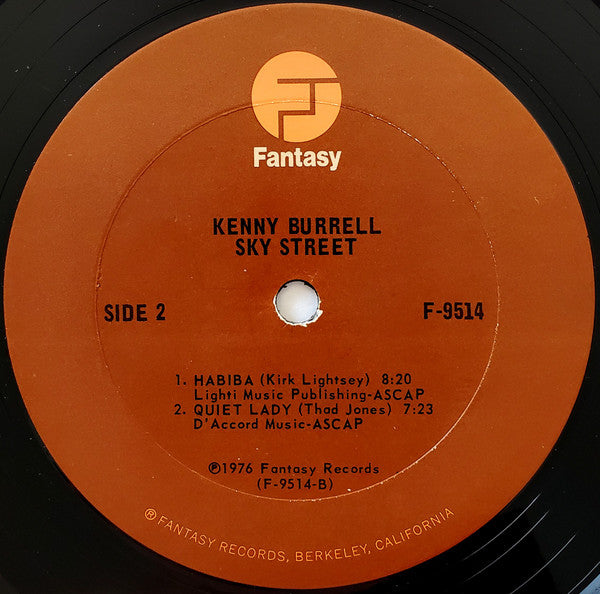 Fantasy
KENNY BURRELL
SKY STREET
SIDE 2
F-9514
1. HABIBA (Kirk Lightsey) 8:20
Lighti Music Publishing-ASCAP
2. QUIET LADY (Thad Jones) 7:23
D'Accord Music-ASCAP
℗1976 Fantasy Records
(F-9514-B)
® FANTASY RECORDS, BERKELEY, CALIFORNIA